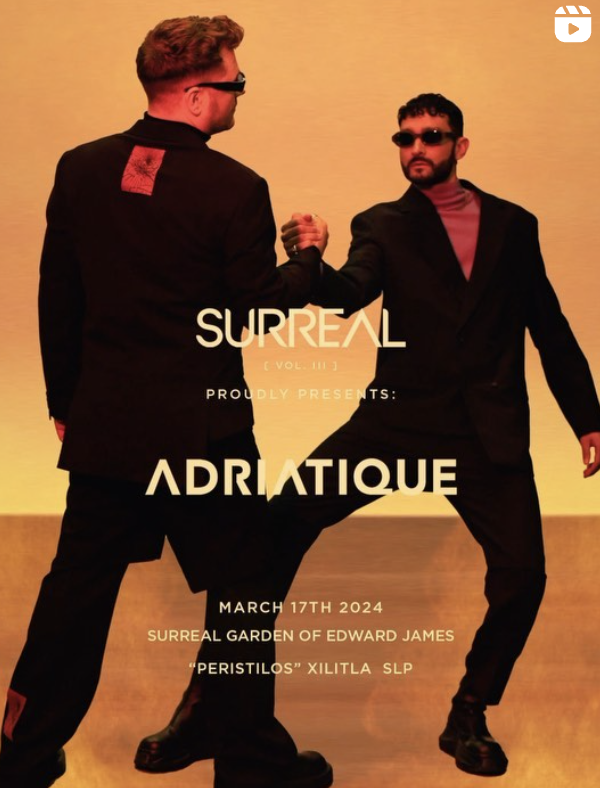 SURREAL
[ VOL. III ]
PROUDLY PRESENTS:
ADRIATIQUE
MARCH 17TH 2024
SURREAL GARDEN OF EDWARD JAMES
“PERISTILOS” XILITLA SLP